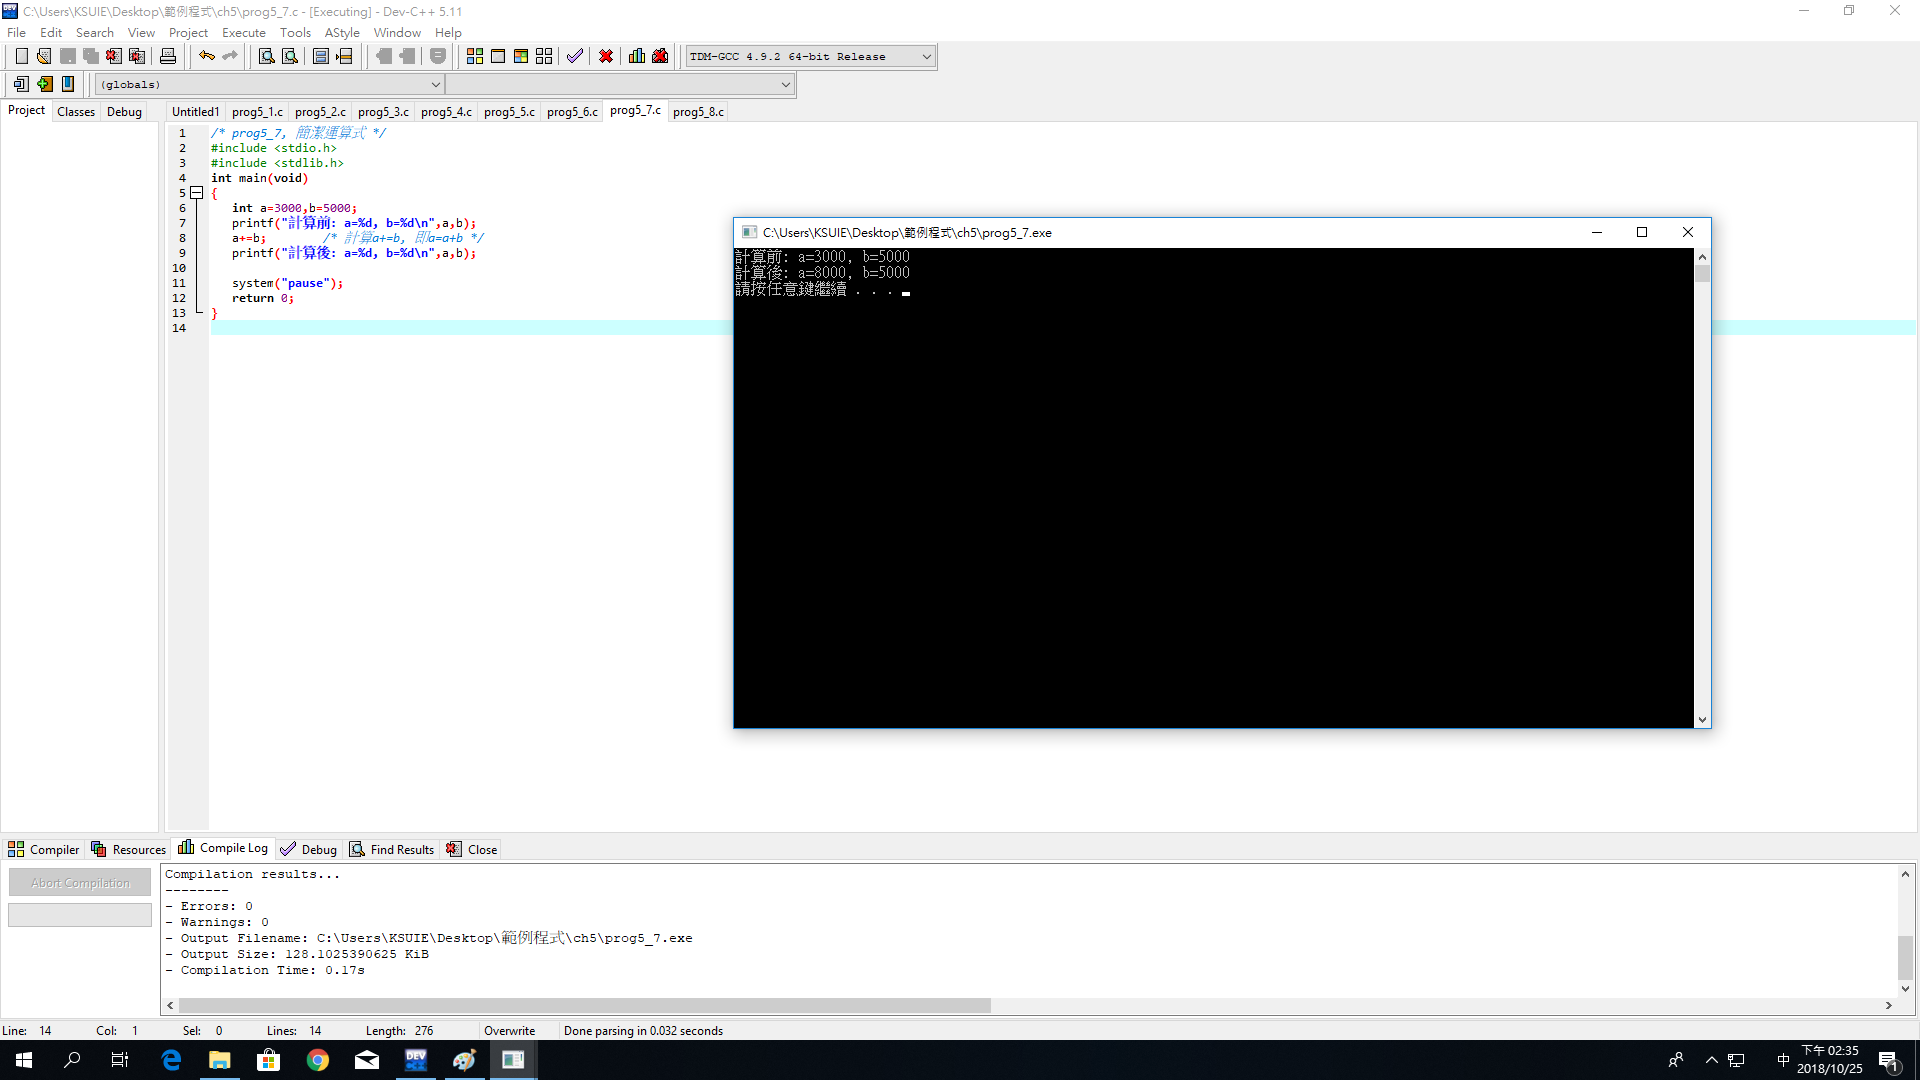 C:\Users\KSUIE\Desktop\範例程式\ch5\prog5_7.c - [Executing] - Dev-C++ 5.11
File Edit Search View Project Execute Tools AStyle Window Help
TDM-GCC 4.9.2 64-bit Release
(globals)
Project Classes Debug
Untitled1 prog5_1.c prog5_2.c prog5_3.c prog5_4.c prog5_5.c prog5_6.c prog5_7.c prog5_8.c
1 /* prog5_7, 簡潔運算式 */
2 #include <stdio.h>
3 #include <stdlib.h>
4 int main(void)
5 {
6 int a=3000,b=5000;
7 printf("計算前: a=%d, b=%d\n",a,b);
8 a+=b; /* 計算a+=b, 即a=a+b */
9 printf("計算後: a=%d, b=%d\n",a,b);
10
11 system("pause");
12 return 0;
13 }
14
C:\Users\KSUIE\Desktop\範例程式\ch5\prog5_7.exe
計算前: a=3000, b=5000
計算後: a=8000, b=5000
請按任意鍵繼續 . . .
Compiler Resources Compile Log Debug Find Results Close
Abort Compilation
Compilation results...
--------
- Errors: 0
- Warnings: 0
- Output Filename: C:\Users\KSUIE\Desktop\範例程式\ch5\prog5_7.exe
- Output Size: 128.1025390625 KiB
- Compilation Time: 0.17s
Line: 14 Col: 1 Sel: 0 Lines: 14 Length: 276 Overwrite Done parsing in 0.032 seconds
DEV
中
下午 02:35
2018/10/25
1